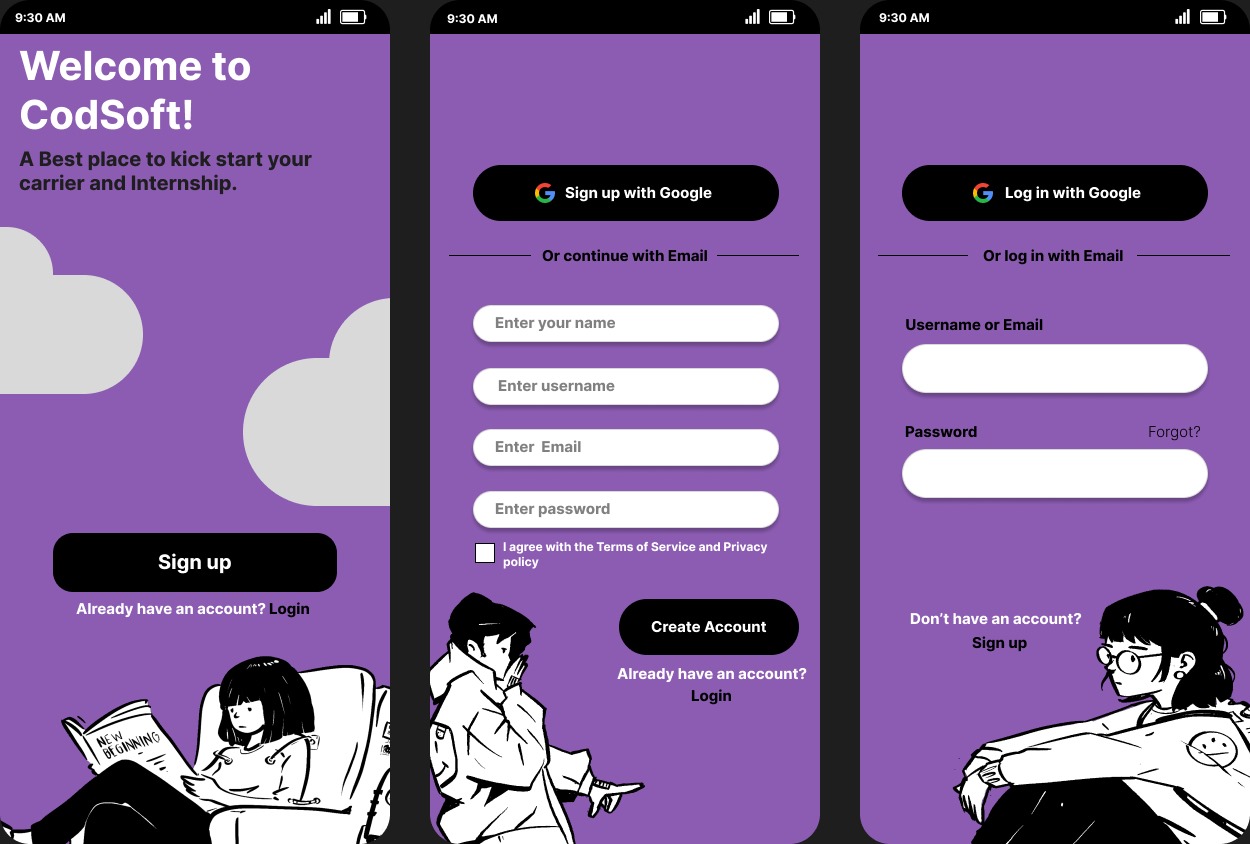 9:30 AM
Welcome to
CodSoft!
A Best place to kick start your
carrier and Internship.
Sign up
Already have an account? Login
NEW
BEGINNING
9:30 AM
Sign up with Google
Or continue with Email
Enter your name
Enter username
Enter Email
Enter password
I agree with the Terms of Service and Privacy
policy
Create Account
Already have an account?
Login
9:30 AM
Log in with Google
Or log in with Email
Username or Email
Password
Forgot?
Don’t have an account?
Sign up